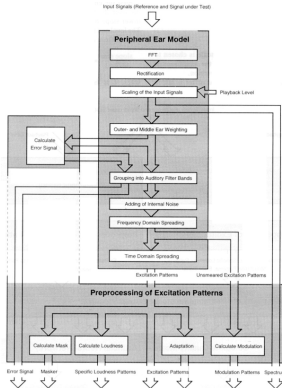 Input Signals (Reference and Signal under Test)
Peripheral Ear Model
FFT
Rectification
Scaling of the Input Signals
Playback Level
Outer- and Middle Ear Weighting
Calculate
Error Signal
Grouping into Auditory Filter Bands
Adding of Internal Noise
Frequency Domain Spreading
Time Domain Spreading
Excitation Patterns
Unsmeared Excitation Patterns
Preprocessing of Excitation Patterns
Calculate Mask
Calculate Loudness
Adaptation
Calculate Modulation
Error Signal
Masker
Specific Loudness Patterns
Excitation Patterns
Modulation Patterns